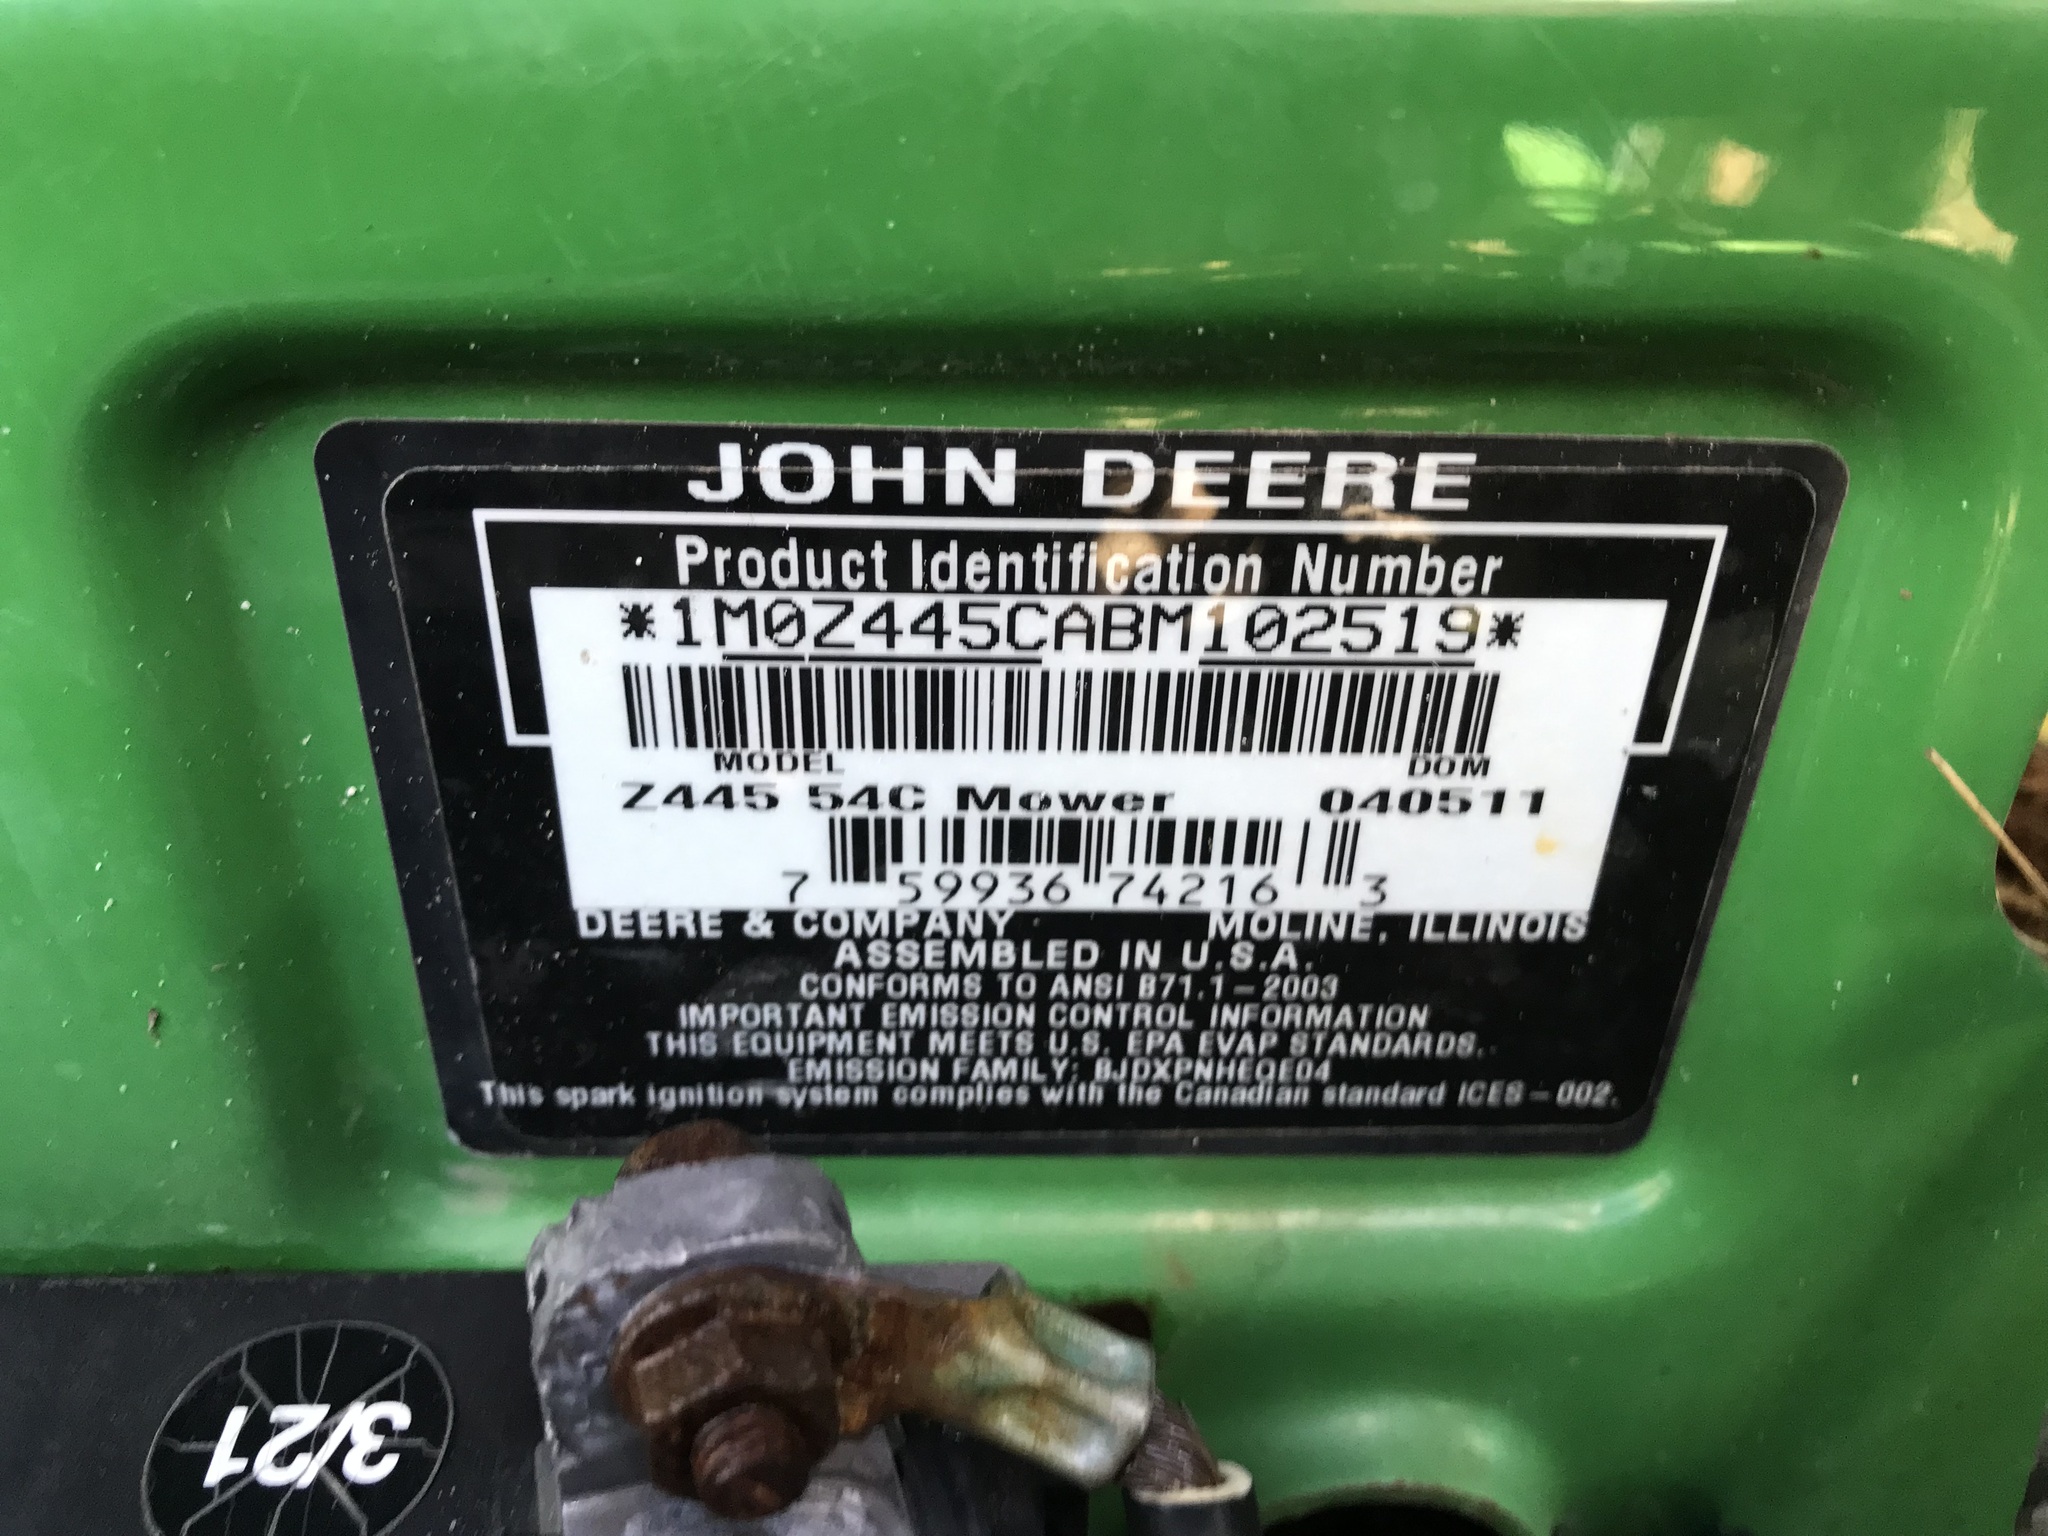 JOHN DEERE
Product Identification Number
*1M0Z445CABM102519*
MODEL DOM
Z445 54C Mower 040511
7 59936 74216 3
DEERE & COMPANY MOLINE, ILLINOIS
ASSEMBLED IN U.S.A.
CONFORMS TO ANSI B71.1-2003
IMPORTANT EMISSION CONTROL INFORMATION
THIS EQUIPMENT MEETS U.S. EPA EVAP STANDARDS.
EMISSION FAMILY: BJDXPNHEQE04
This spark ignition system complies with the Canadian standard ICES-002.
3/21